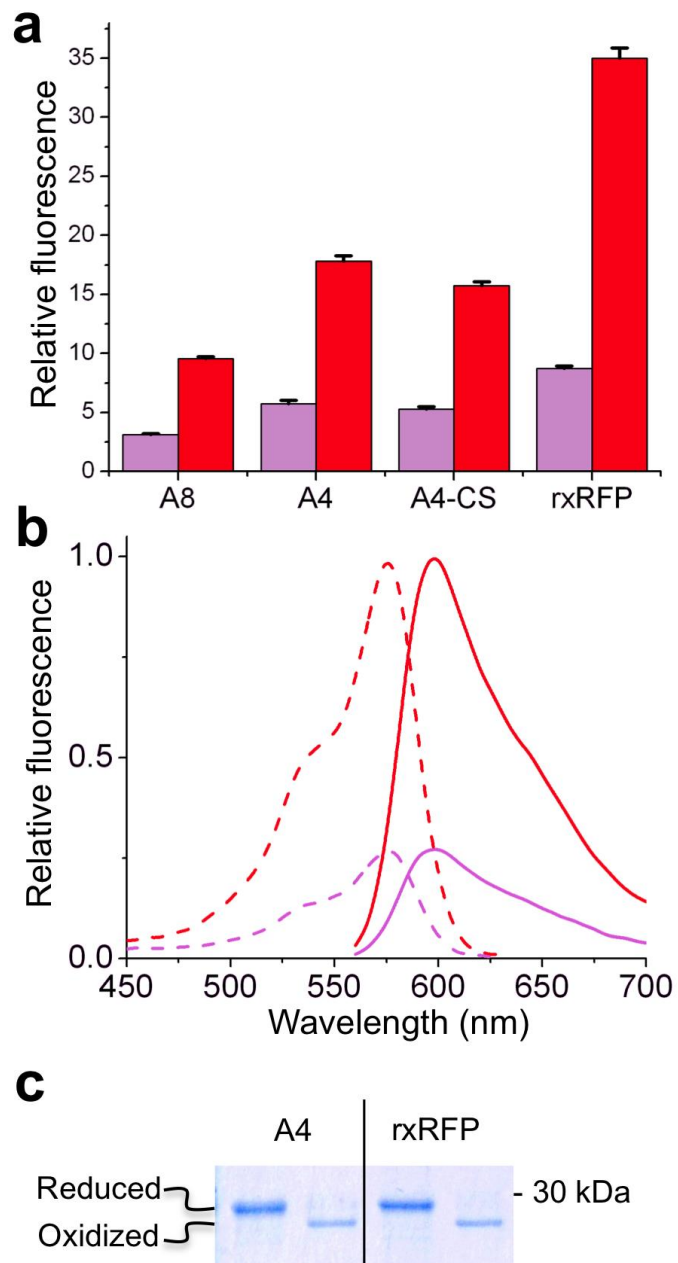 a
Relative fluorescence
35
30
25
20
15
10
5
0
A8 A4 A4-CS rxRFP
b
Relative fluorescence
1.0
0.5
0.0
450 500 550 600 650 700
Wavelength (nm)
c
A4 rxRFP
Reduced
Oxidized
- 30 kDa